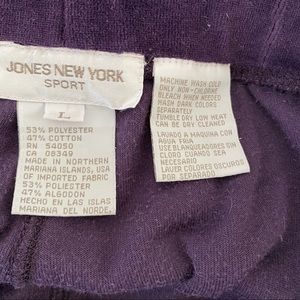 JONES NEW YORK
SPORT
L
53% POLYESTER
47% COTTON
RN 54050
CA 08349
MADE IN NORTHERN
MARIANA ISLANDS, USA
OF IMPORTED FABRIC
53% POLYESTER
47% ALGODON
HECHO EN LAS ISLAS
MARIANA DEL NORDE,
MACHINE WASH COLD
ONLY NON-CHLORINE
BLEACH WHEN NEEDED
WASH DARK COLORS
SEPARATELY
TUMBLE DRY LOW HEAT
CAN BE DRY CLEANED
LAVADO A MAQUINA CON
AGUA FRIA
USE BLANQUEADORES
SIN CLORO CUANDO SEA
NECESARIO
LAVER COLORES OSCUROS
POR SEPARADO